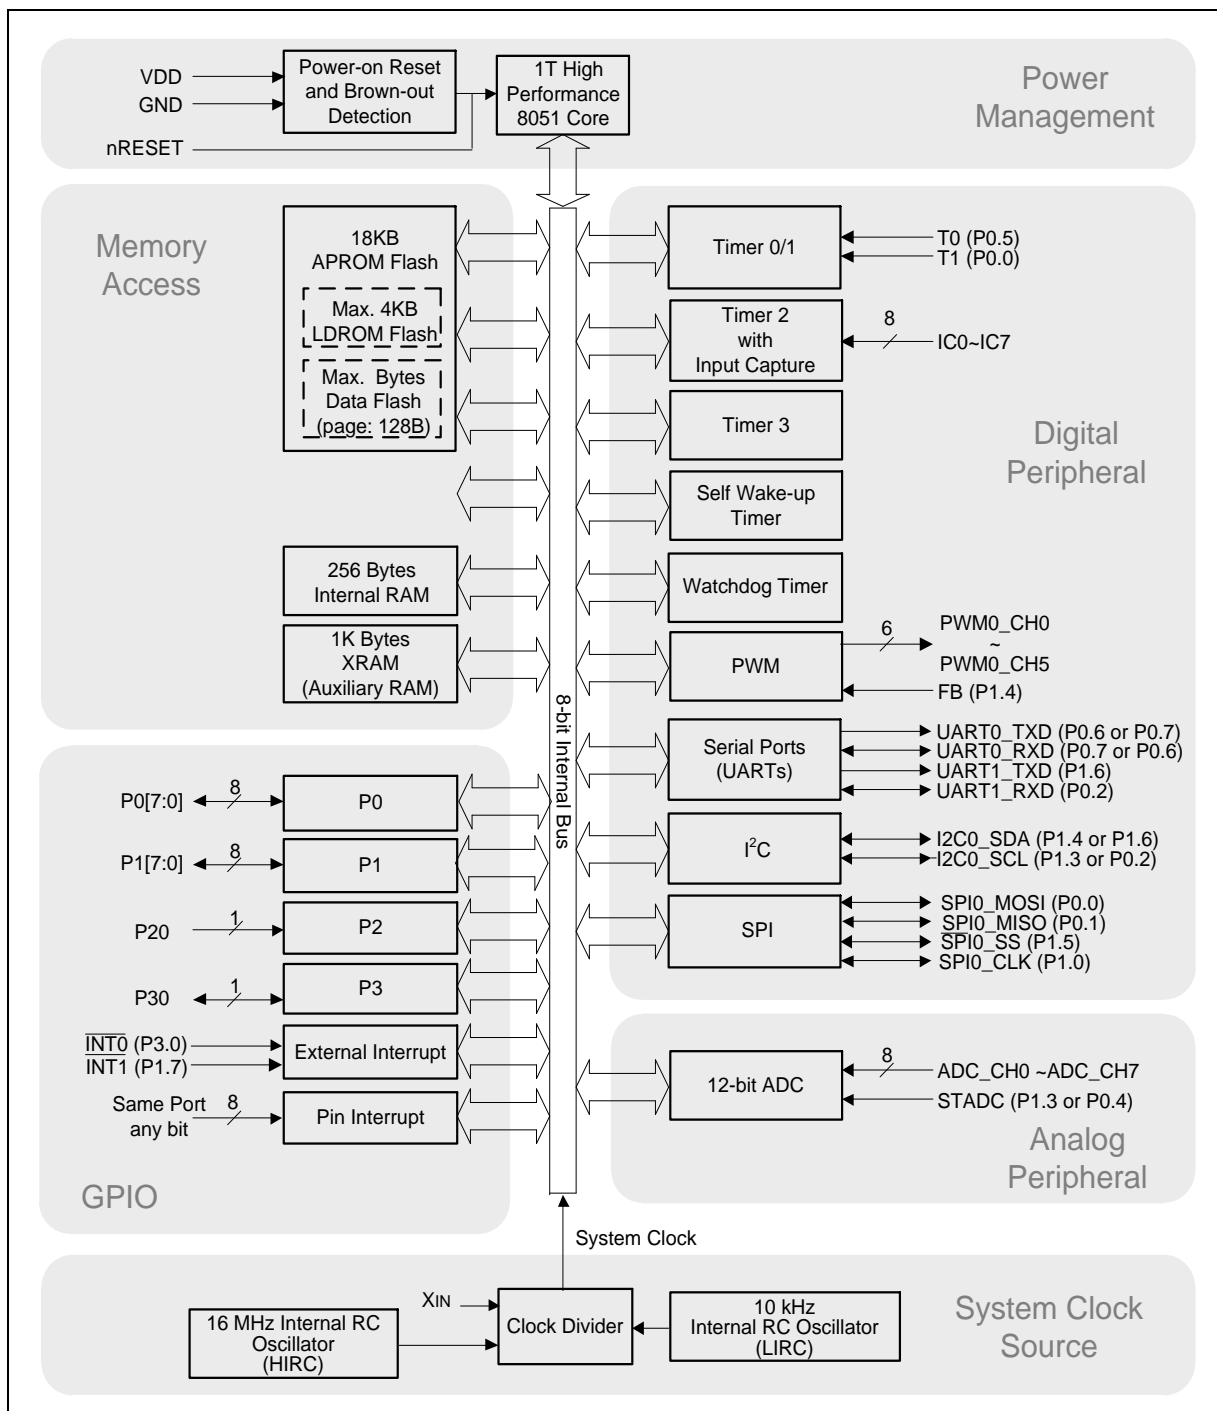 VDD
GND
nRESET
Power-on Reset
and Brown-out
Detection
1T High
Performance
8051 Core
Power
Management
Memory
Access
18KB
APROM Flash
Max. 4KB
LDROM Flash
Max. Bytes
Data Flash
(page: 128B)
256 Bytes
Internal RAM
1K Bytes
XRAM
(Auxiliary RAM)
8-bit Internal Bus
Timer 0/1
T0 (P0.5)
T1 (P0.0)
Timer 2
with
Input Capture
8
IC0~IC7
Timer 3
Self Wake-up
Timer
Watchdog Timer
PWM
6
PWM0_CH0
~
PWM0_CH5
FB (P1.4)
Digital
Peripheral
Serial Ports
(UARTs)
UART0_TXD (P0.6 or P0.7)
UART0_RXD (P0.7 or P0.6)
UART1_TXD (P1.6)
UART1_RXD (P0.2)
I2C
I2C0_SDA (P1.4 or P1.6)
I2C0_SCL (P1.3 or P0.2)
SPI
SPI0_MOSI (P0.0)
SPI0_MISO (P0.1)
SPI0_SS (P1.5)
SPI0_CLK (P1.0)
P0[7:0]
8
P0
P1[7:0]
8
P1
P20
1
P2
P30
1
P3
INT0 (P3.0)
INT1 (P1.7)
External Interrupt
Same Port
any bit
8
Pin Interrupt
GPIO
12-bit ADC
8
ADC_CH0 ~ADC_CH7
STADC (P1.3 or P0.4)
Analog
Peripheral
System Clock
XIN
16 MHz Internal RC
Oscillator
(HIRC)
Clock Divider
10 kHz
Internal RC Oscillator
(LIRC)
System Clock
Source